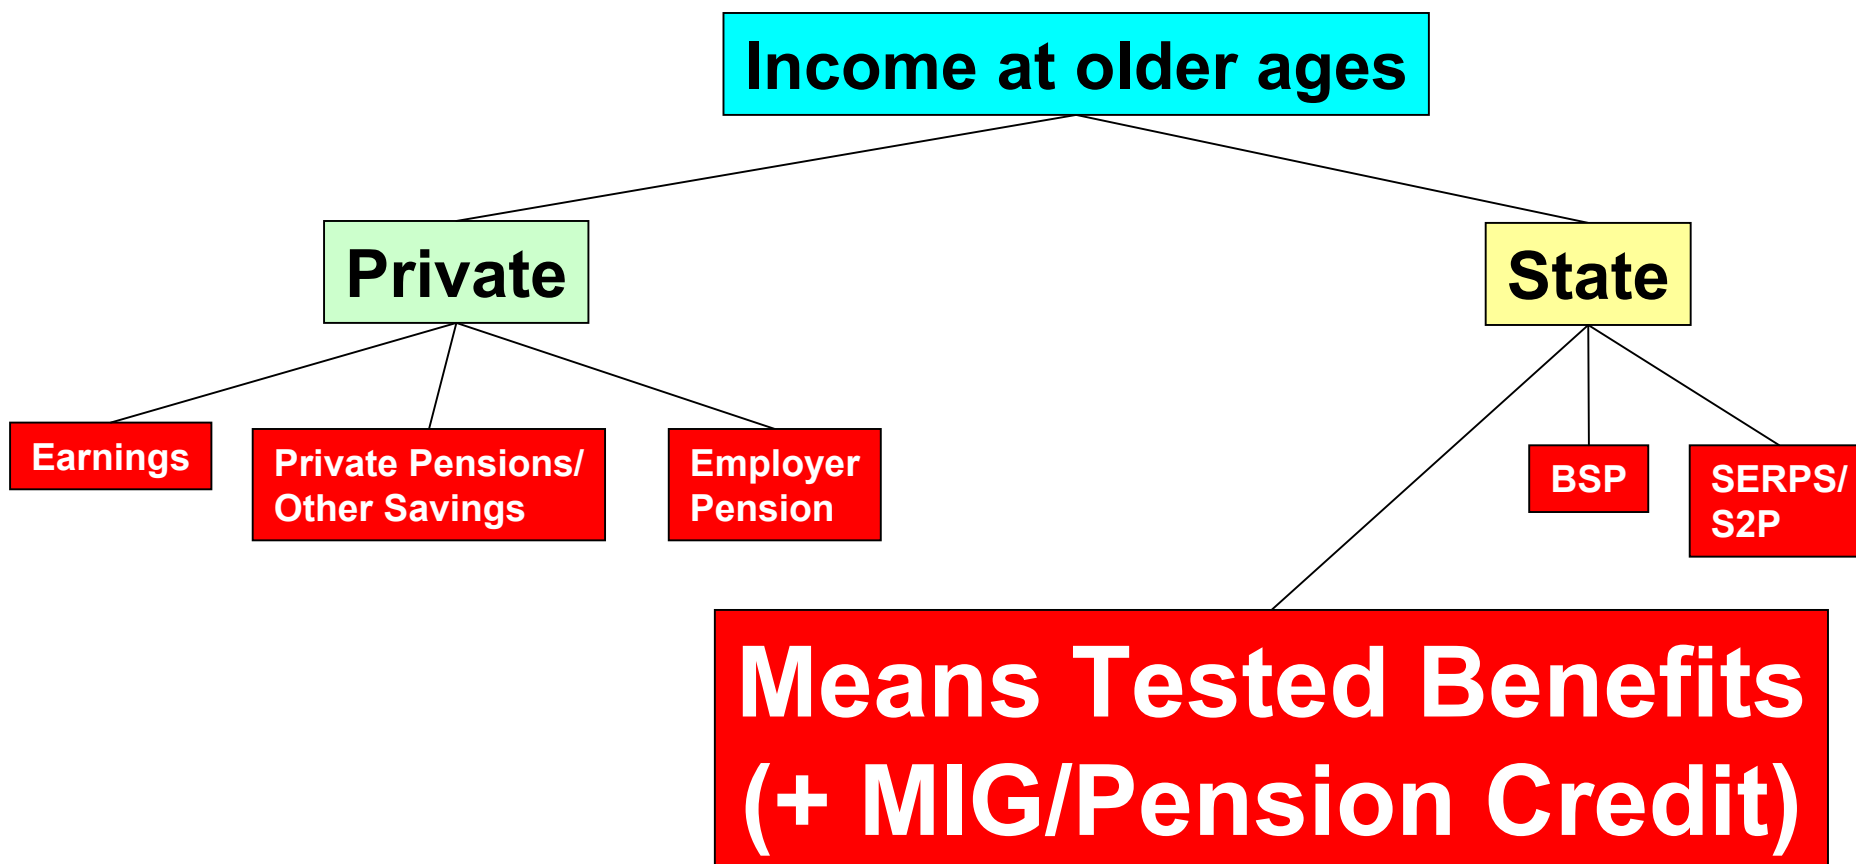 Income at older ages
Private
State
Earnings
Private Pensions/
Other Savings
Employer
Pension
BSP
SERPS/
S2P
Means Tested Benefits
(+ MIG/Pension Credit)